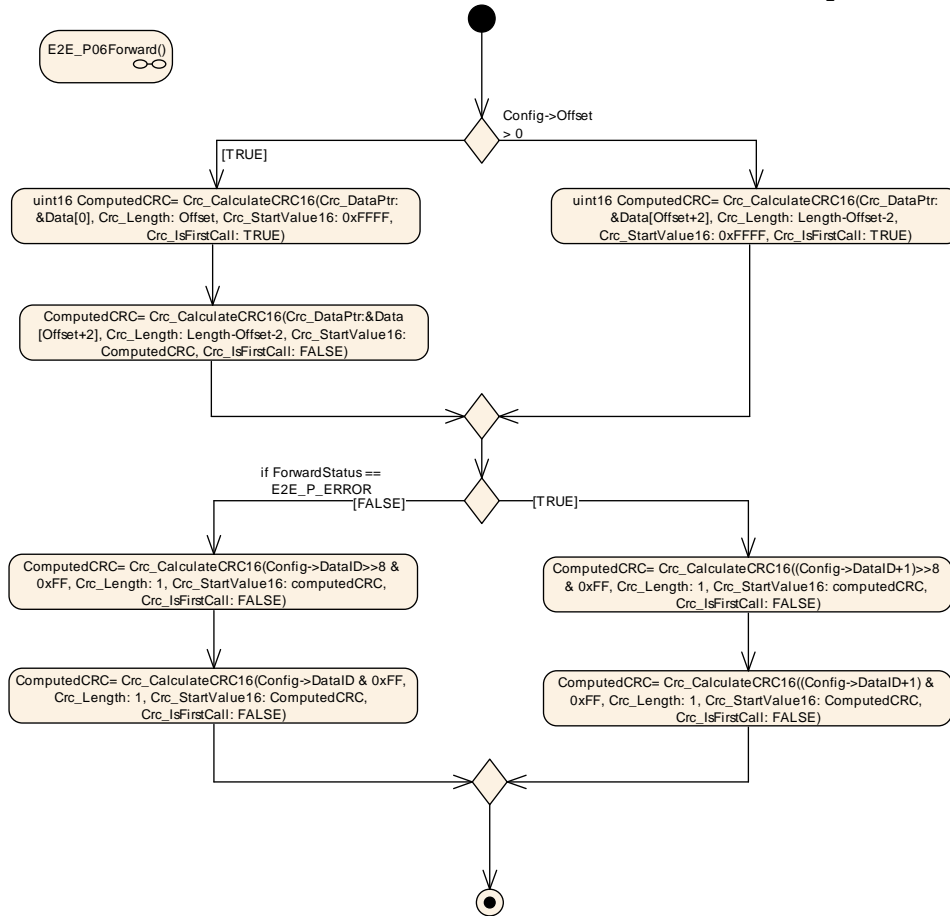 E2E_P06Forward()
Config->Offset
> 0
[TRUE]
uint16 ComputedCRC= Crc_CalculateCRC16(Crc_DataPtr:
&Data[0], Crc_Length: Offset, Crc_StartValue16: 0xFFFF,
Crc_IsFirstCall: TRUE)
uint16 ComputedCRC= Crc_CalculateCRC16(Crc_DataPtr:
&Data[Offset+2], Crc_Length: Length-Offset-2,
Crc_StartValue16: 0xFFFF, Crc_IsFirstCall: TRUE)
ComputedCRC= Crc_CalculateCRC16(Crc_DataPtr:&Data
[Offset+2], Crc_Length: Length-Offset-2, Crc_StartValue16:
ComputedCRC, Crc_IsFirstCall: FALSE)
if ForwardStatus ==
E2E_P_ERROR
[FALSE]
[TRUE]
ComputedCRC= Crc_CalculateCRC16(Config->DataID>>8 &
0xFF, Crc_Length: 1, Crc_StartValue16: computedCRC,
Crc_IsFirstCall: FALSE)
ComputedCRC= Crc_CalculateCRC16((Config->DataID+1)>>8
& 0xFF, Crc_Length: 1, Crc_StartValue16: computedCRC,
Crc_IsFirstCall: FALSE)
ComputedCRC= Crc_CalculateCRC16(Config->DataID & 0xFF,
Crc_Length: 1, Crc_StartValue16: ComputedCRC,
Crc_IsFirstCall: FALSE)
ComputedCRC= Crc_CalculateCRC16((Config->DataID+1) &
0xFF, Crc_Length: 1, Crc_StartValue16: ComputedCRC,
Crc_IsFirstCall: FALSE)